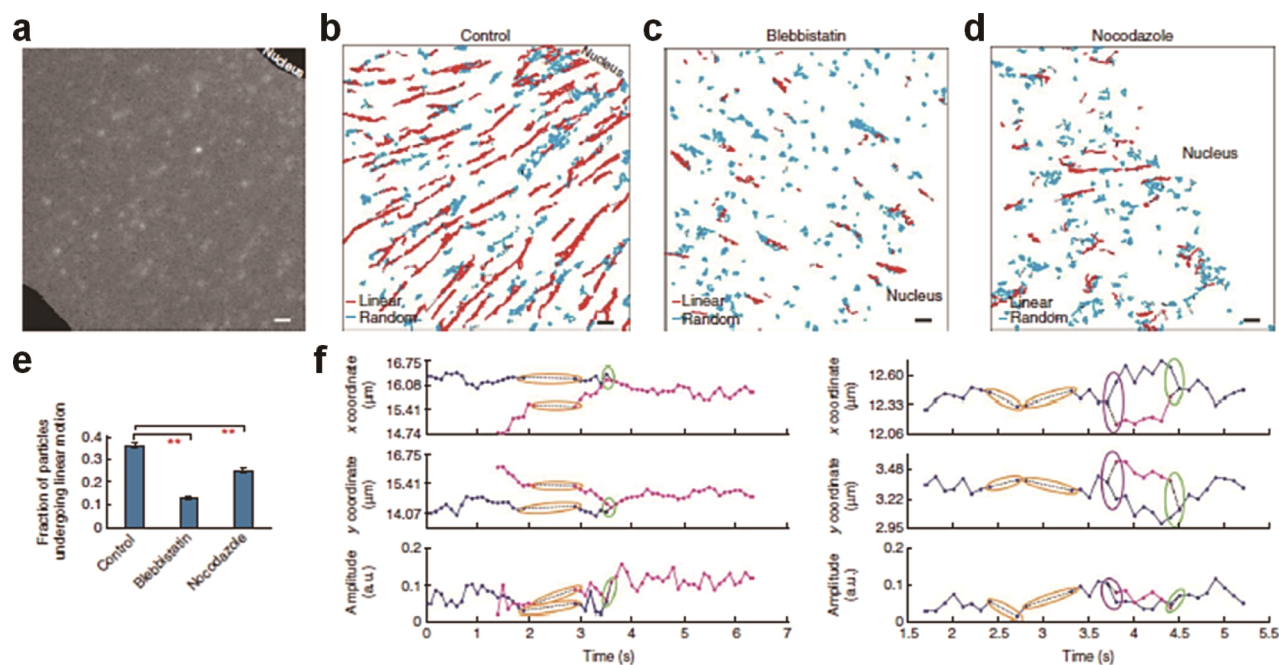 a
Nucleus
b
Control
Nucleus
Linear
Random
c
Blebbistatin
Nucleus
Linear
Random
d
Nocodazole
Nucleus
Linear
Random
e
Fraction of particles
undergoing linear motion
0.4
0.3
0.2
0.1
0
**
**
Control
Blebbistatin
Nocodazole
f
x coordinate
(µm)
16.75
16.08
15.41
14.74
y coordinate
(µm)
16.75
15.41
14.07
Amplitude
(a.u.)
0.2
0.1
0
0 1 2 3 4 5 6 7
Time (s)
x coordinate
(µm)
12.60
12.33
12.06
y coordinate
(µm)
3.48
3.22
2.95
Amplitude
(a.u.)
0.2
0.1
0
1.5 2 2.5 3 3.5 4 4.5 5 5.5
Time (s)